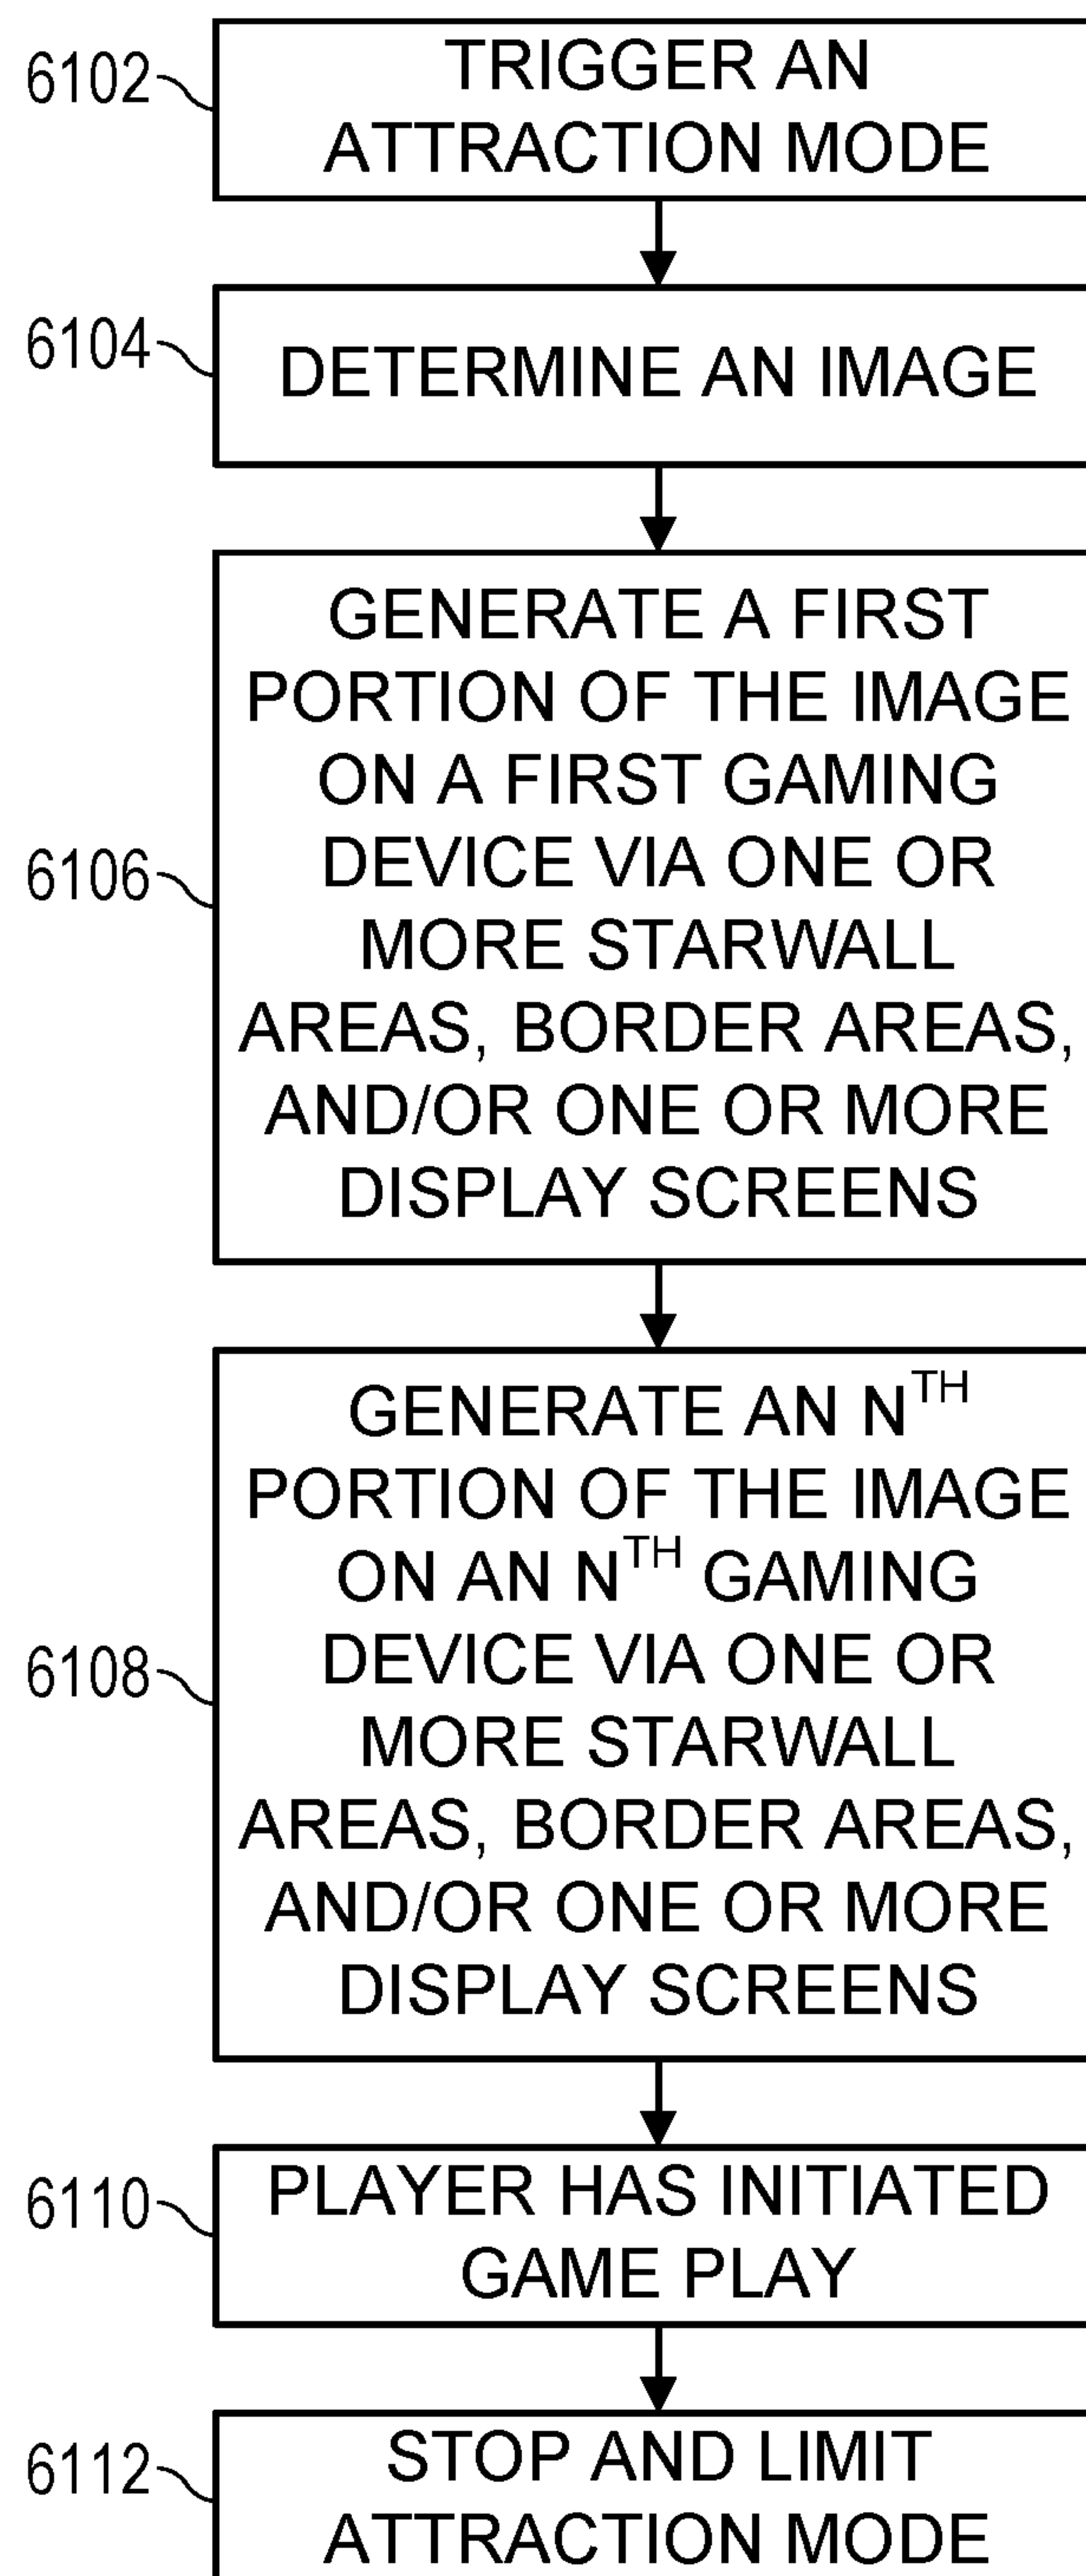 6102
TRIGGER AN
ATTRACTION MODE
6104
DETERMINE AN IMAGE
6106
GENERATE A FIRST
PORTION OF THE IMAGE
ON A FIRST GAMING
DEVICE VIA ONE OR
MORE STARWALL
AREAS, BORDER AREAS,
AND/OR ONE OR MORE
DISPLAY SCREENS
6108
GENERATE AN NTH
PORTION OF THE IMAGE
ON AN NTH GAMING
DEVICE VIA ONE OR
MORE STARWALL
AREAS, BORDER AREAS,
AND/OR ONE OR MORE
DISPLAY SCREENS
6110
PLAYER HAS INITIATED
GAME PLAY
6112
STOP AND LIMIT
ATTRACTION MODE